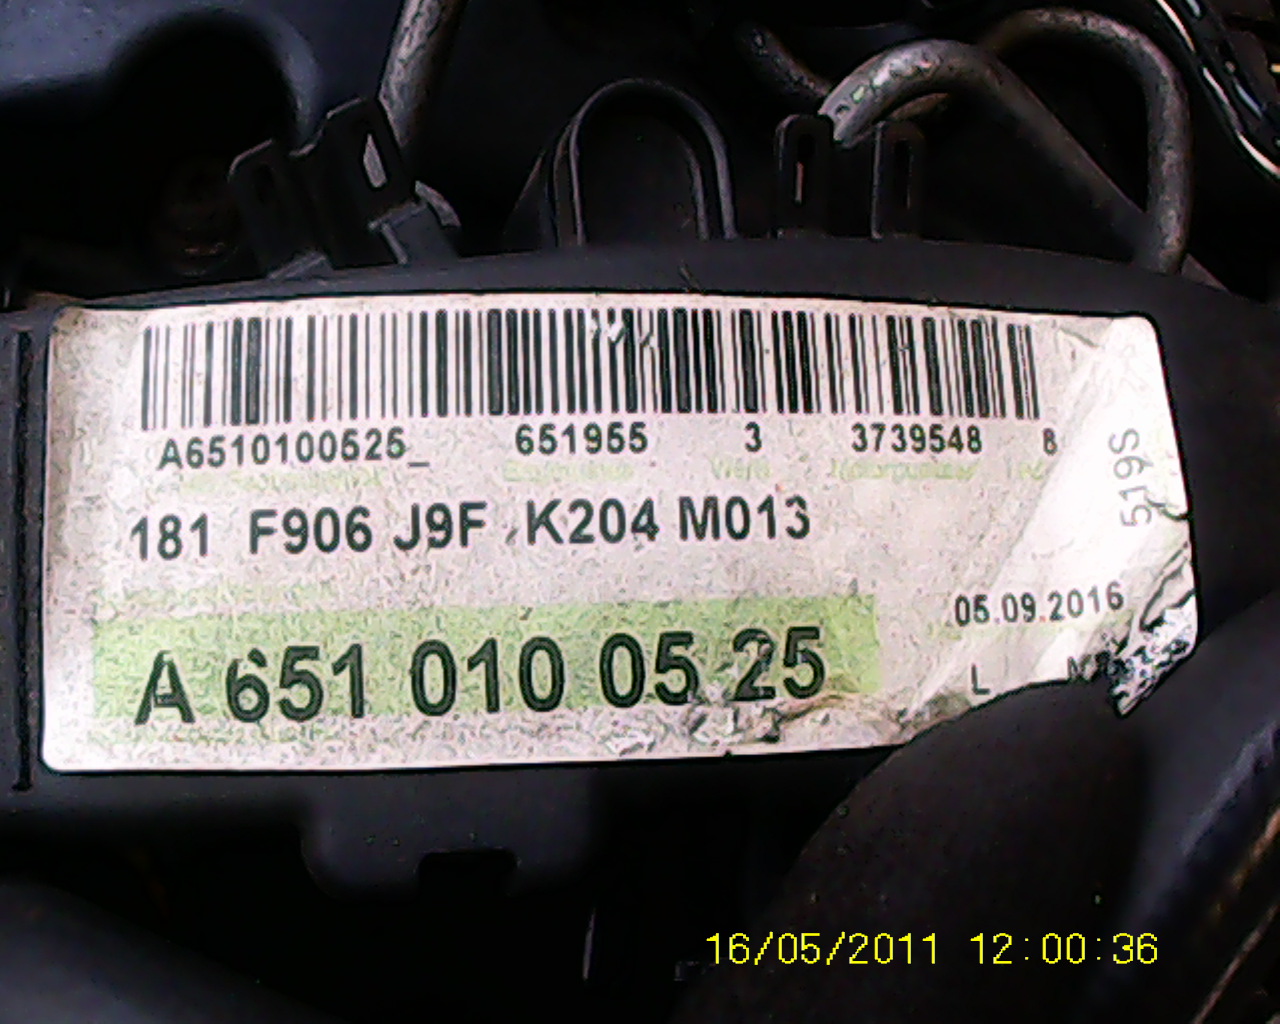 A6510100525_ 651955 3 3739548 8
181 F906 J9F K204 M013
05.09.2016
A 651 010 05 25
L
5195
16/05/2011 12:00:36